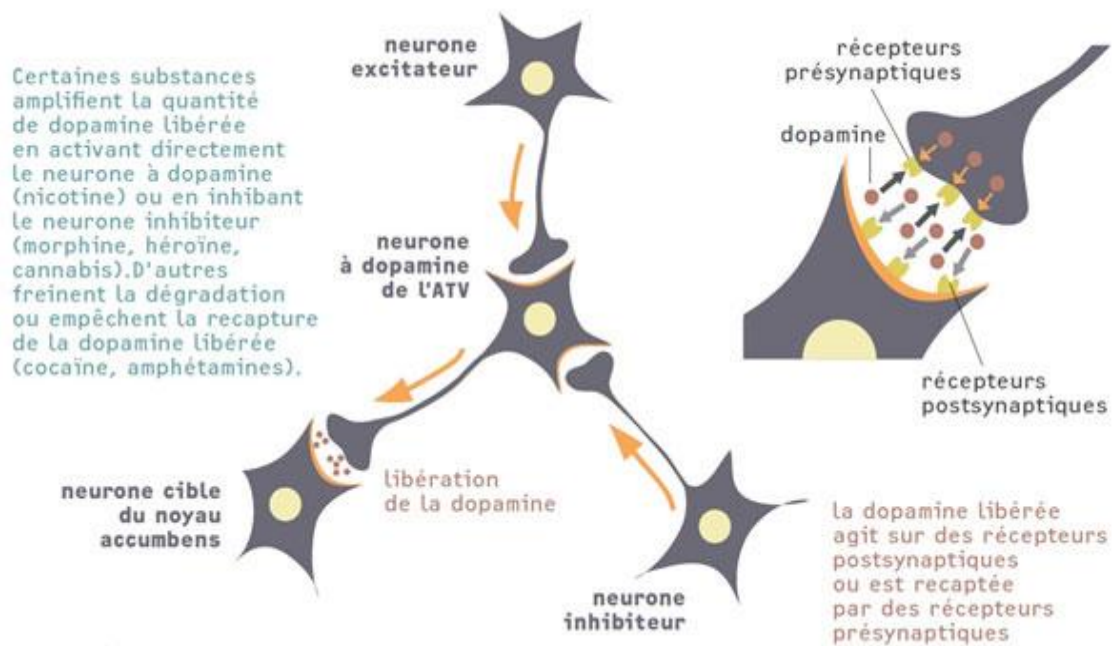 Certaines substances
amplifient la quantité
de dopamine libérée
en activant directement
le neurone à dopamine
(nicotine) ou en inhibant
le neurone inhibiteur
(morphine, héroïne,
cannabis).D'autres
freinent la dégradation
ou empêchent la recapture
de la dopamine libérée
(cocaïne, amphétamines).
neurone
excitateur
neurone
à dopamine
de l'ATV
neurone cible
du noyau
accumbens
libération
de la dopamine
neurone
inhibiteur
récepteurs
présynaptiques
dopamine
récepteurs
postsynaptiques
la dopamine libérée
agit sur des récepteurs
postsynaptiques
ou est recaptée
par des récepteurs
présynaptiques